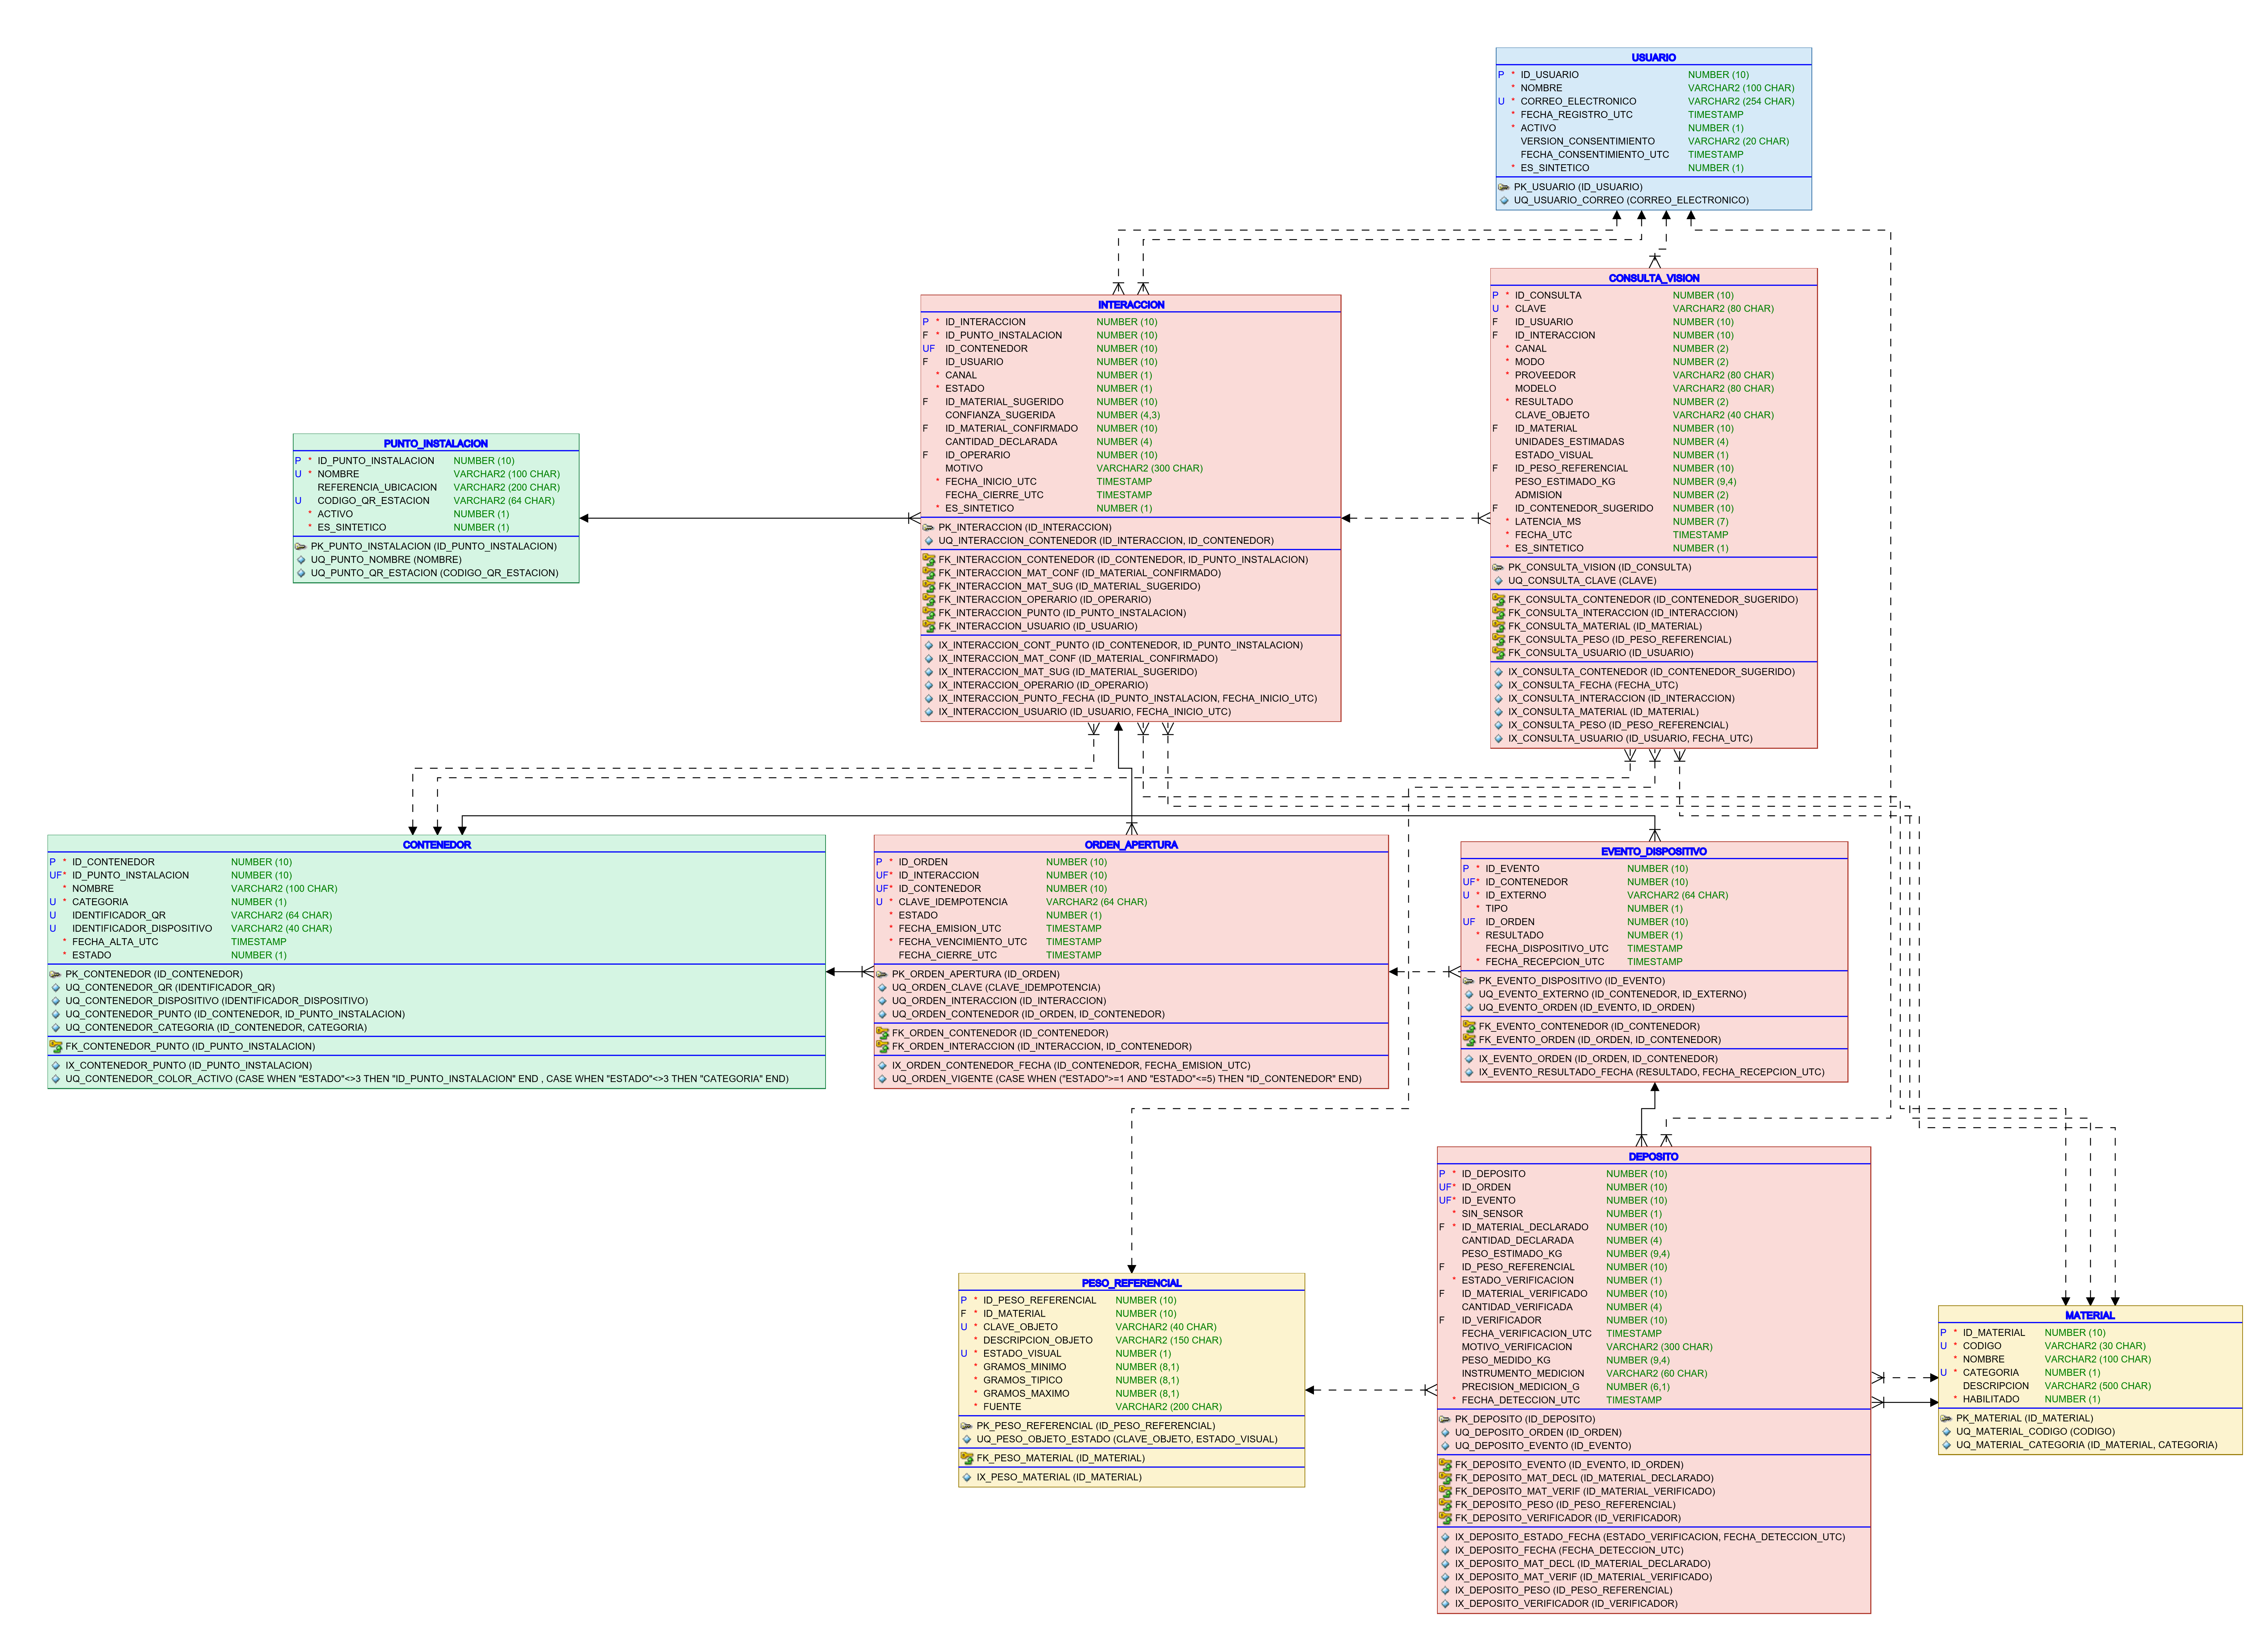 USUARIO
P * ID_USUARIO NUMBER (10)
* NOMBRE VARCHAR2 (100 CHAR)
U * CORREO_ELECTRONICO VARCHAR2 (254 CHAR)
* FECHA_REGISTRO_UTC TIMESTAMP
* ACTIVO NUMBER (1)
VERSION_CONSENTIMIENTO VARCHAR2 (20 CHAR)
FECHA_CONSENTIMIENTO_UTC TIMESTAMP
* ES_SINTETICO NUMBER (1)
PK_USUARIO (ID_USUARIO)
UQ_USUARIO_CORREO (CORREO_ELECTRONICO)
CONSULTA_VISION
P * ID_CONSULTA NUMBER (10)
U * CLAVE VARCHAR2 (80 CHAR)
F ID_USUARIO NUMBER (10)
F ID_INTERACCION NUMBER (10)
* CANAL NUMBER (2)
* MODO NUMBER (2)
* PROVEEDOR VARCHAR2 (80 CHAR)
MODELO VARCHAR2 (80 CHAR)
* RESULTADO NUMBER (2)
CLAVE_OBJETO VARCHAR2 (40 CHAR)
F ID_MATERIAL NUMBER (10)
UNIDADES_ESTIMADAS NUMBER (4)
ESTADO_VISUAL NUMBER (1)
F ID_PESO_REFERENCIAL NUMBER (10)
PESO_ESTIMADO_KG NUMBER (9,4)
ADMISION NUMBER (2)
F ID_CONTENEDOR_SUGERIDO NUMBER (10)
* LATENCIA_MS NUMBER (7)
* FECHA_UTC TIMESTAMP
* ES_SINTETICO NUMBER (1)
PK_CONSULTA_VISION (ID_CONSULTA)
UQ_CONSULTA_CLAVE (CLAVE)
FK_CONSULTA_CONTENEDOR (ID_CONTENEDOR_SUGERIDO)
FK_CONSULTA_INTERACCION (ID_INTERACCION)
FK_CONSULTA_MATERIAL (ID_MATERIAL)
FK_CONSULTA_PESO (ID_PESO_REFERENCIAL)
FK_CONSULTA_USUARIO (ID_USUARIO)
IX_CONSULTA_CONTENEDOR (ID_CONTENEDOR_SUGERIDO)
IX_CONSULTA_FECHA (FECHA_UTC)
IX_CONSULTA_INTERACCION (ID_INTERACCION)
IX_CONSULTA_MATERIAL (ID_MATERIAL)
IX_CONSULTA_PESO (ID_PESO_REFERENCIAL)
IX_CONSULTA_USUARIO (ID_USUARIO, FECHA_UTC)
INTERACCION
P * ID_INTERACCION NUMBER (10)
F * ID_PUNTO_INSTALACION NUMBER (10)
UF ID_CONTENEDOR NUMBER (10)
F ID_USUARIO NUMBER (10)
* CANAL NUMBER (1)
* ESTADO NUMBER (1)
F ID_MATERIAL_SUGERIDO NUMBER (10)
CONFIANZA_SUGERIDA NUMBER (4,3)
F ID_MATERIAL_CONFIRMADO NUMBER (10)
CANTIDAD_DECLARADA NUMBER (4)
F ID_OPERARIO NUMBER (10)
MOTIVO VARCHAR2 (300 CHAR)
* FECHA_INICIO_UTC TIMESTAMP
FECHA_CIERRE_UTC TIMESTAMP
* ES_SINTETICO NUMBER (1)
PK_INTERACCION (ID_INTERACCION)
UQ_INTERACCION_CONTENEDOR (ID_INTERACCION, ID_CONTENEDOR)
FK_INTERACCION_CONTENEDOR (ID_CONTENEDOR, ID_PUNTO_INSTALACION)
FK_INTERACCION_MAT_CONF (ID_MATERIAL_CONFIRMADO)
FK_INTERACCION_MAT_SUG (ID_MATERIAL_SUGERIDO)
FK_INTERACCION_OPERARIO (ID_OPERARIO)
FK_INTERACCION_PUNTO (ID_PUNTO_INSTALACION)
FK_INTERACCION_USUARIO (ID_USUARIO)
IX_INTERACCION_CONT_PUNTO (ID_CONTENEDOR, ID_PUNTO_INSTALACION)
IX_INTERACCION_MAT_CONF (ID_MATERIAL_CONFIRMADO)
IX_INTERACCION_MAT_SUG (ID_MATERIAL_SUGERIDO)
IX_INTERACCION_OPERARIO (ID_OPERARIO)
IX_INTERACCION_PUNTO_FECHA (ID_PUNTO_INSTALACION, FECHA_INICIO_UTC)
IX_INTERACCION_USUARIO (ID_USUARIO, FECHA_INICIO_UTC)
PUNTO_INSTALACION
P * ID_PUNTO_INSTALACION NUMBER (10)
U * NOMBRE VARCHAR2 (100 CHAR)
REFERENCIA_UBICACION VARCHAR2 (200 CHAR)
U CODIGO_QR_ESTACION VARCHAR2 (64 CHAR)
* ACTIVO NUMBER (1)
* ES_SINTETICO NUMBER (1)
PK_PUNTO_INSTALACION (ID_PUNTO_INSTALACION)
UQ_PUNTO_NOMBRE (NOMBRE)
UQ_PUNTO_QR_ESTACION (CODIGO_QR_ESTACION)
CONTENEDOR
P * ID_CONTENEDOR NUMBER (10)
UF* ID_PUNTO_INSTALACION NUMBER (10)
* NOMBRE VARCHAR2 (100 CHAR)
U * CATEGORIA NUMBER (1)
U IDENTIFICADOR_QR VARCHAR2 (64 CHAR)
U IDENTIFICADOR_DISPOSITIVO VARCHAR2 (40 CHAR)
* FECHA_ALTA_UTC TIMESTAMP
* ESTADO NUMBER (1)
PK_CONTENEDOR (ID_CONTENEDOR)
UQ_CONTENEDOR_QR (IDENTIFICADOR_QR)
UQ_CONTENEDOR_DISPOSITIVO (IDENTIFICADOR_DISPOSITIVO)
UQ_CONTENEDOR_PUNTO (ID_CONTENEDOR, ID_PUNTO_INSTALACION)
UQ_CONTENEDOR_CATEGORIA (ID_CONTENEDOR, CATEGORIA)
FK_CONTENEDOR_PUNTO (ID_PUNTO_INSTALACION)
IX_CONTENEDOR_PUNTO (ID_PUNTO_INSTALACION)
UQ_CONTENEDOR_COLOR_ACTIVO (CASE WHEN "ESTADO"<>3 THEN "ID_PUNTO_INSTALACION" END , CASE WHEN "ESTADO"<>3 THEN "CATEGORIA" END)
ORDEN_APERTURA
P * ID_ORDEN NUMBER (10)
UF* ID_INTERACCION NUMBER (10)
UF* ID_CONTENEDOR NUMBER (10)
U * CLAVE_IDEMPOTENCIA VARCHAR2 (64 CHAR)
* ESTADO NUMBER (1)
* FECHA_EMISION_UTC TIMESTAMP
* FECHA_VENCIMIENTO_UTC TIMESTAMP
FECHA_CIERRE_UTC TIMESTAMP
PK_ORDEN_APERTURA (ID_ORDEN)
UQ_ORDEN_CLAVE (CLAVE_IDEMPOTENCIA)
UQ_ORDEN_INTERACCION (ID_INTERACCION)
UQ_ORDEN_CONTENEDOR (ID_ORDEN, ID_CONTENEDOR)
FK_ORDEN_CONTENEDOR (ID_CONTENEDOR)
FK_ORDEN_INTERACCION (ID_INTERACCION, ID_CONTENEDOR)
IX_ORDEN_CONTENEDOR_FECHA (ID_CONTENEDOR, FECHA_EMISION_UTC)
UQ_ORDEN_VIGENTE (CASE WHEN ("ESTADO">=1 AND "ESTADO"<=5) THEN "ID_CONTENEDOR" END)
EVENTO_DISPOSITIVO
P * ID_EVENTO NUMBER (10)
UF* ID_CONTENEDOR NUMBER (10)
U * ID_EXTERNO VARCHAR2 (64 CHAR)
* TIPO NUMBER (1)
UF ID_ORDEN NUMBER (10)
* RESULTADO NUMBER (1)
FECHA_DISPOSITIVO_UTC TIMESTAMP
* FECHA_RECEPCION_UTC TIMESTAMP
PK_EVENTO_DISPOSITIVO (ID_EVENTO)
UQ_EVENTO_EXTERNO (ID_CONTENEDOR, ID_EXTERNO)
UQ_EVENTO_ORDEN (ID_EVENTO, ID_ORDEN)
FK_EVENTO_CONTENEDOR (ID_CONTENEDOR)
FK_EVENTO_ORDEN (ID_ORDEN, ID_CONTENEDOR)
IX_EVENTO_ORDEN (ID_ORDEN, ID_CONTENEDOR)
IX_EVENTO_RESULTADO_FECHA (RESULTADO, FECHA_RECEPCION_UTC)
DEPOSITO
P * ID_DEPOSITO NUMBER (10)
UF* ID_ORDEN NUMBER (10)
UF* ID_EVENTO NUMBER (10)
* SIN_SENSOR NUMBER (1)
F * ID_MATERIAL_DECLARADO NUMBER (10)
CANTIDAD_DECLARADA NUMBER (4)
PESO_ESTIMADO_KG NUMBER (9,4)
F ID_PESO_REFERENCIAL NUMBER (10)
* ESTADO_VERIFICACION NUMBER (1)
F ID_MATERIAL_VERIFICADO NUMBER (10)
CANTIDAD_VERIFICADA NUMBER (4)
F ID_VERIFICADOR NUMBER (10)
FECHA_VERIFICACION_UTC TIMESTAMP
MOTIVO_VERIFICACION VARCHAR2 (300 CHAR)
PESO_MEDIDO_KG NUMBER (9,4)
INSTRUMENTO_MEDICION VARCHAR2 (60 CHAR)
PRECISION_MEDICION_G NUMBER (6,1)
* FECHA_DETECCION_UTC TIMESTAMP
PK_DEPOSITO (ID_DEPOSITO)
UQ_DEPOSITO_ORDEN (ID_ORDEN)
UQ_DEPOSITO_EVENTO (ID_EVENTO)
FK_DEPOSITO_EVENTO (ID_EVENTO, ID_ORDEN)
FK_DEPOSITO_MAT_DECL (ID_MATERIAL_DECLARADO)
FK_DEPOSITO_MAT_VERIF (ID_MATERIAL_VERIFICADO)
FK_DEPOSITO_PESO (ID_PESO_REFERENCIAL)
FK_DEPOSITO_VERIFICADOR (ID_VERIFICADOR)
IX_DEPOSITO_ESTADO_FECHA (ESTADO_VERIFICACION, FECHA_DETECCION_UTC)
IX_DEPOSITO_FECHA (FECHA_DETECCION_UTC)
IX_DEPOSITO_MAT_DECL (ID_MATERIAL_DECLARADO)
IX_DEPOSITO_MAT_VERIF (ID_MATERIAL_VERIFICADO)
IX_DEPOSITO_PESO (ID_PESO_REFERENCIAL)
IX_DEPOSITO_VERIFICADOR (ID_VERIFICADOR)
PESO_REFERENCIAL
P * ID_PESO_REFERENCIAL NUMBER (10)
F * ID_MATERIAL NUMBER (10)
U * CLAVE_OBJETO VARCHAR2 (40 CHAR)
* DESCRIPCION_OBJETO VARCHAR2 (150 CHAR)
U * ESTADO_VISUAL NUMBER (1)
* GRAMOS_MINIMO NUMBER (8,1)
* GRAMOS_TIPICO NUMBER (8,1)
* GRAMOS_MAXIMO NUMBER (8,1)
* FUENTE VARCHAR2 (200 CHAR)
PK_PESO_REFERENCIAL (ID_PESO_REFERENCIAL)
UQ_PESO_OBJETO_ESTADO (CLAVE_OBJETO, ESTADO_VISUAL)
FK_PESO_MATERIAL (ID_MATERIAL)
IX_PESO_MATERIAL (ID_MATERIAL)
MATERIAL
P * ID_MATERIAL NUMBER (10)
U * CODIGO VARCHAR2 (30 CHAR)
* NOMBRE VARCHAR2 (100 CHAR)
U * CATEGORIA NUMBER (1)
DESCRIPCION VARCHAR2 (500 CHAR)
* HABILITADO NUMBER (1)
PK_MATERIAL (ID_MATERIAL)
UQ_MATERIAL_CODIGO (CODIGO)
UQ_MATERIAL_CATEGORIA (ID_MATERIAL, CATEGORIA)